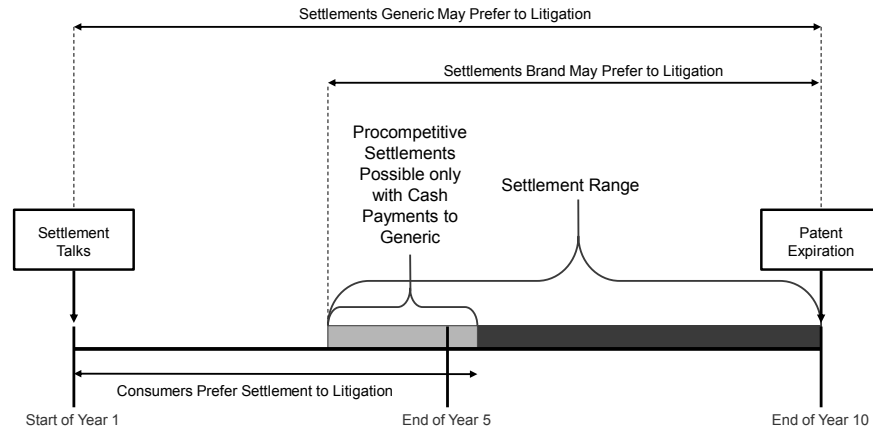 Settlements Generic May Prefer to Litigation
Settlements Brand May Prefer to Litigation
Procompetitive
Settlements
Possible only
with Cash
Payments to
Generic
Settlement Range
Settlement
Talks
Patent
Expiration
Consumers Prefer Settlement to Litigation
Start of Year 1
End of Year 5
End of Year 10